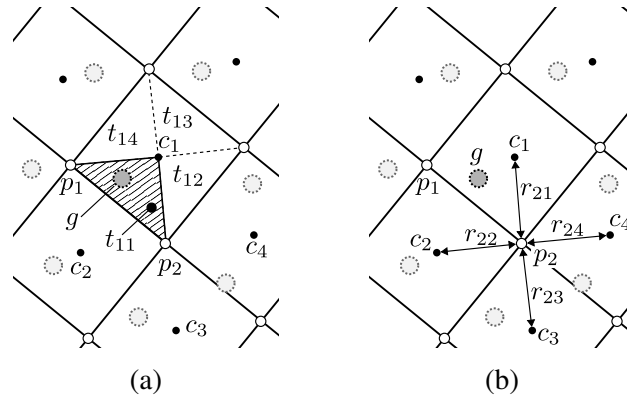 t₁₃
t₁₄
c₁
t₁₂
p₁
g
t₁₁
c₂
p₂
c₄
c₃
(a)
c₁
g
p₁
r₂₁
c₂
r₂₂
r₂₄
c₄
p₂
r₂₃
c₃
(b)